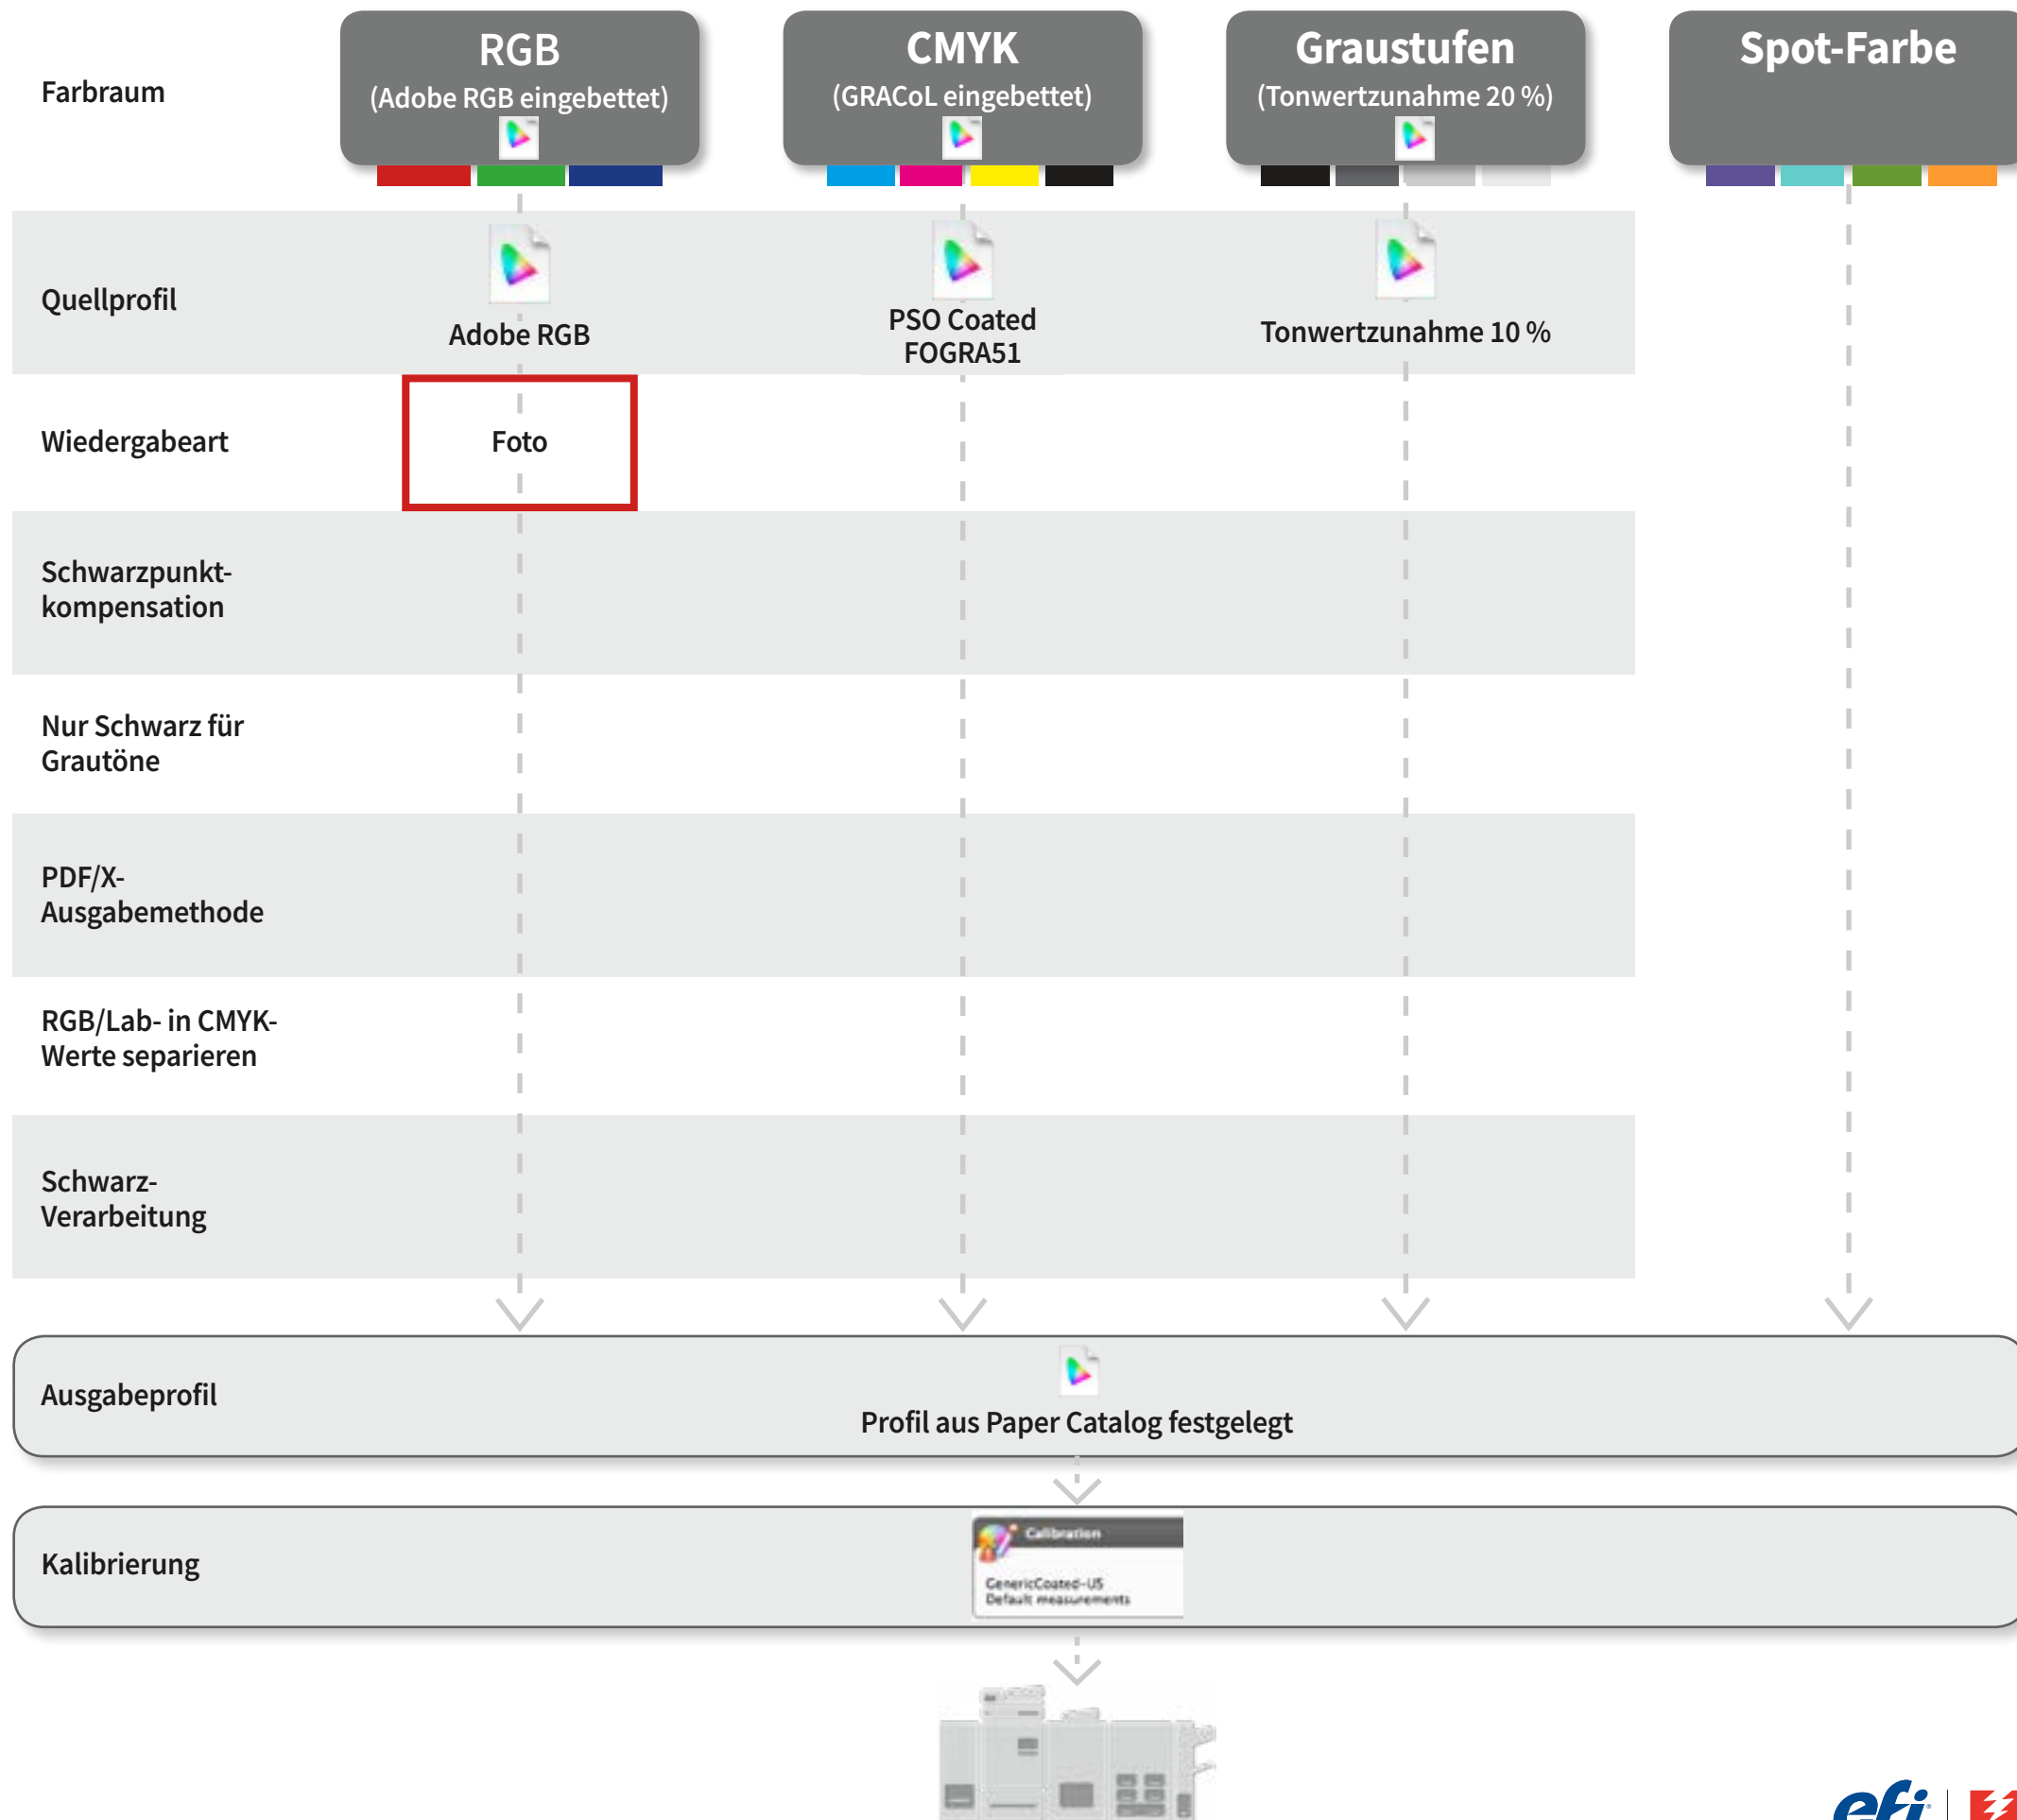 Farbraum
RGB
(Adobe RGB eingebettet)
CMYK
(GRACoL eingebettet)
Graustufen
(Tonwertzunahme 20 %)
Spot-Farbe
Quellprofil
Adobe RGB
PSO Coated
FOGRA51
Tonwertzunahme 10 %
Wiedergabeart
Foto
Schwarzpunkt-
kompensation
Nur Schwarz für
Grautöne
PDF/X-
Ausgabemethode
RGB/Lab- in CMYK-
Werte separieren
Schwarz-
Verarbeitung
Ausgabeprofil
Profil aus Paper Catalog festgelegt
Kalibrierung
Calibration
GenericCoated-US
Default measurements
efi